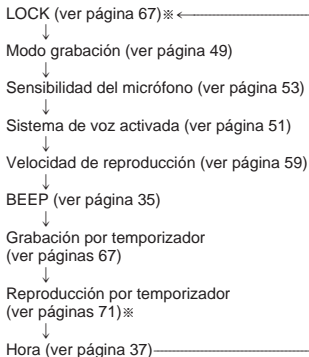 LOCK (ver página 67)※
Modo grabación (ver página 49)
Sensibilidad del micrófono (ver página 53)
Sistema de voz activada (ver página 51)
Velocidad de reproducción (ver página 59)
BEEP (ver página 35)
Grabación por temporizador
(ver páginas 67)
Reproducción por temporizador
(ver páginas 71)※
Hora (ver página 37)